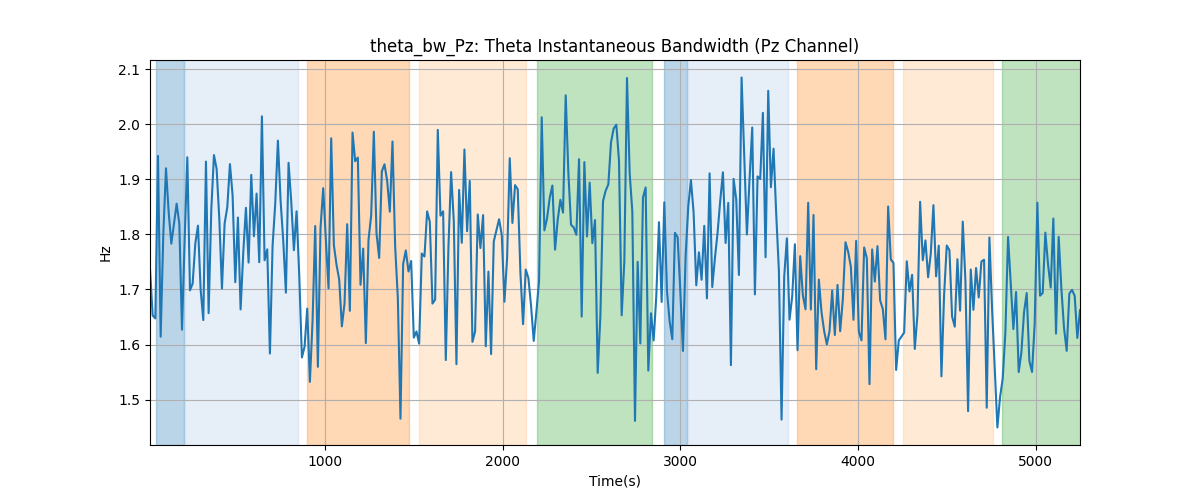 theta_bw_Pz: Theta Instantaneous Bandwidth (Pz Channel)
2.1
2.0
1.9
1.8
1.7
1.6
1.5
Hz
1000 2000 3000 4000 5000
Time(s)